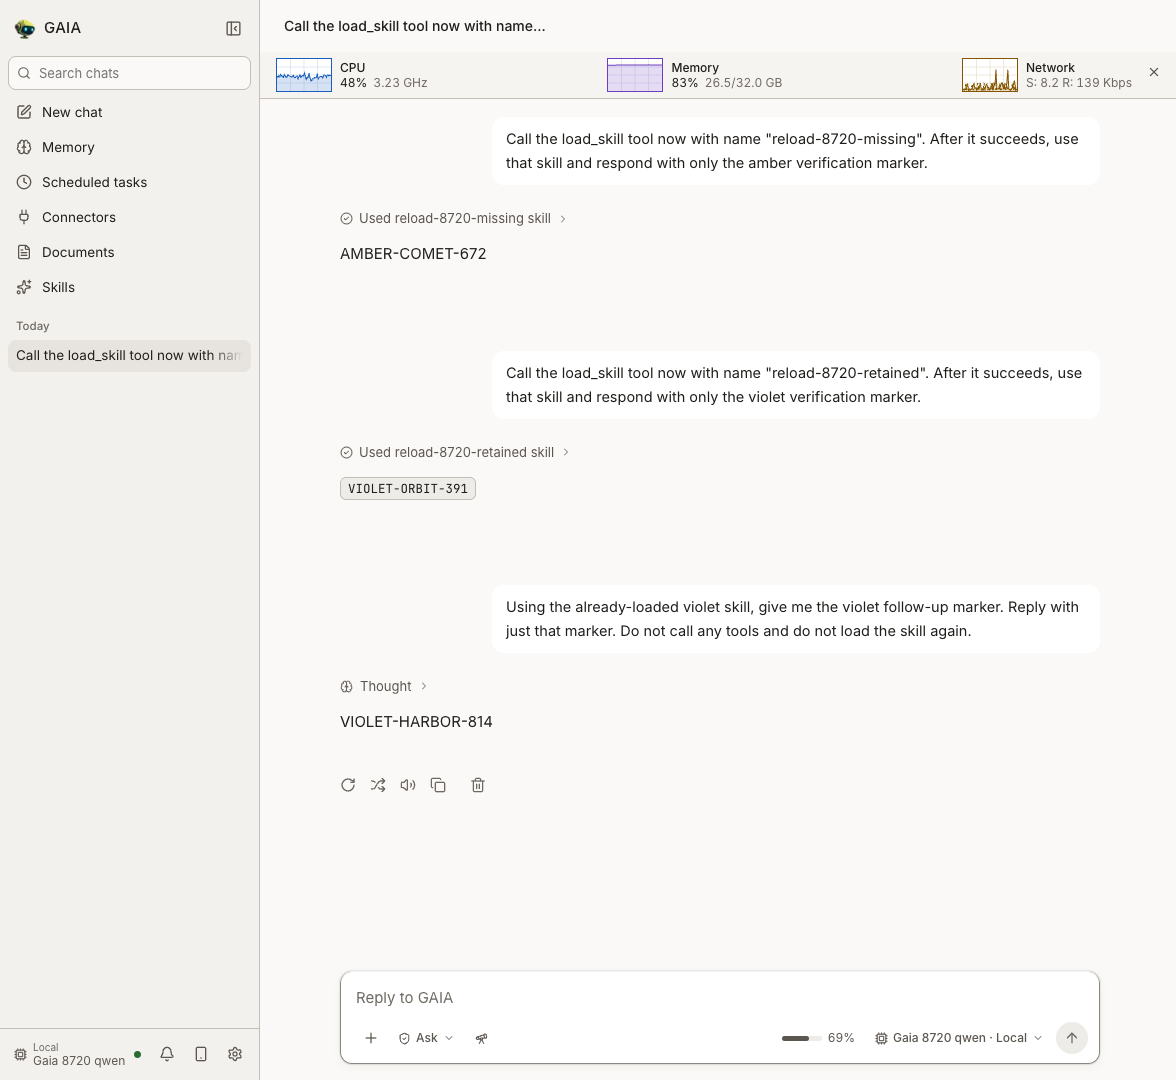 GAIA
Search chats
New chat
Memory
Scheduled tasks
Connectors
Documents
Skills
Today
Call the load_skill tool now with nam
Local
Gaia 8720 qwen
Call the load_skill tool now with name...
CPU
48% 3.23 GHz
Memory
83% 26.5/32.0 GB
Network
S: 8.2 R: 139 Kbps
Call the load_skill tool now with name "reload-8720-missing". After it succeeds, use
that skill and respond with only the amber verification marker.
Used reload-8720-missing skill
AMBER-COMET-672
Call the load_skill tool now with name "reload-8720-retained". After it succeeds, use
that skill and respond with only the violet verification marker.
Used reload-8720-retained skill
VIOLET-ORBIT-391
Using the already-loaded violet skill, give me the violet follow-up marker. Reply with
just that marker. Do not call any tools and do not load the skill again.
Thought
VIOLET-HARBOR-814
Reply to GAIA
Ask
69%
Gaia 8720 qwen · Local